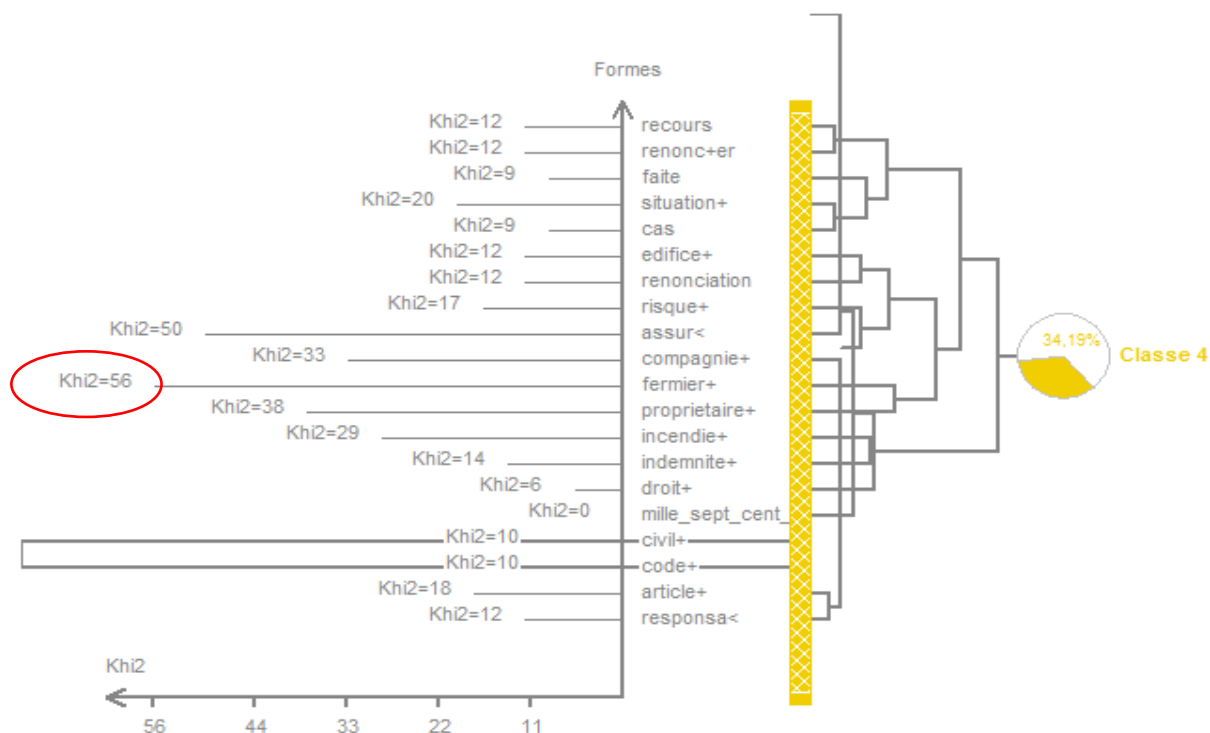 Formes
Khi2=12 recours
Khi2=12 renonc+er
Khi2=9 faite
Khi2=20 situation+
Khi2=9 cas
Khi2=12 edifice+
Khi2=12 renonciation
Khi2=17 risque+
Khi2=50 assur<
Khi2=33 compagnie+
Khi2=56 fermier+
Khi2=38 proprietaire+
Khi2=29 incendie+
Khi2=14 indemnite+
Khi2=6 droit+
Khi2=0 mille_sept_cent_
Khi2=10 civil+
Khi2=10 code+
Khi2=18 article+
Khi2=12 responsa<
34,19% Classe 4
Khi2
56 44 33 22 11